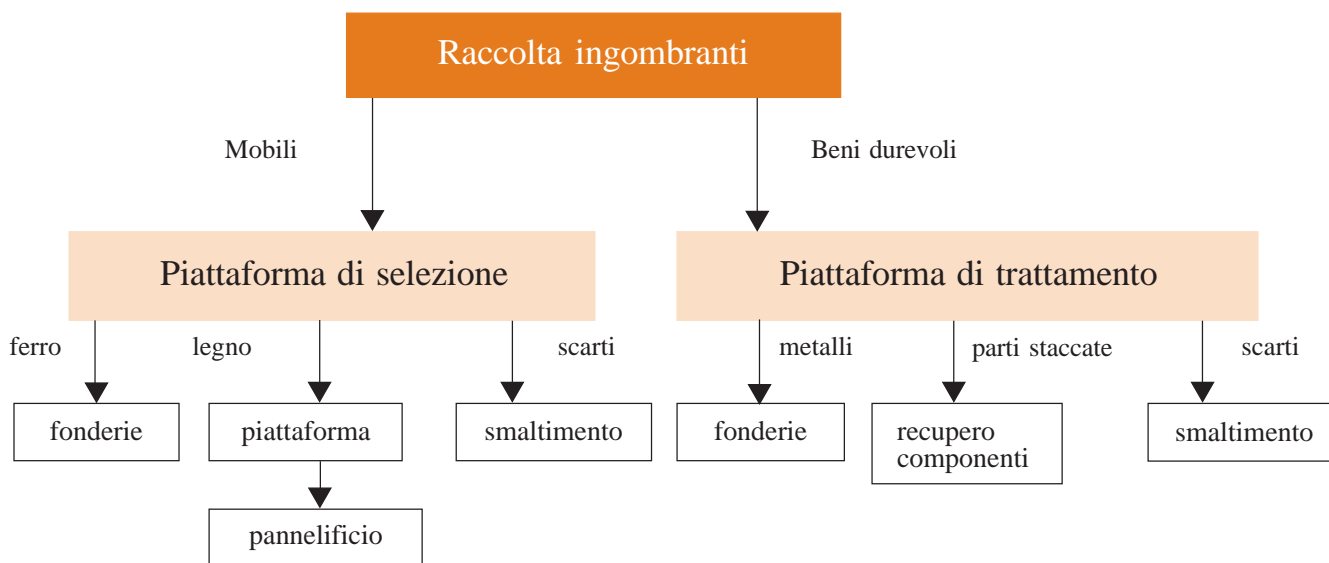 Raccolta ingombranti
Mobili
Beni durevoli
Piattaforma di selezione
Piattaforma di trattamento
ferro
legno
scarti
metalli
parti staccate
scarti
fonderie
piattaforma
smaltimento
fonderie
recupero
componenti
smaltimento
pannelificio